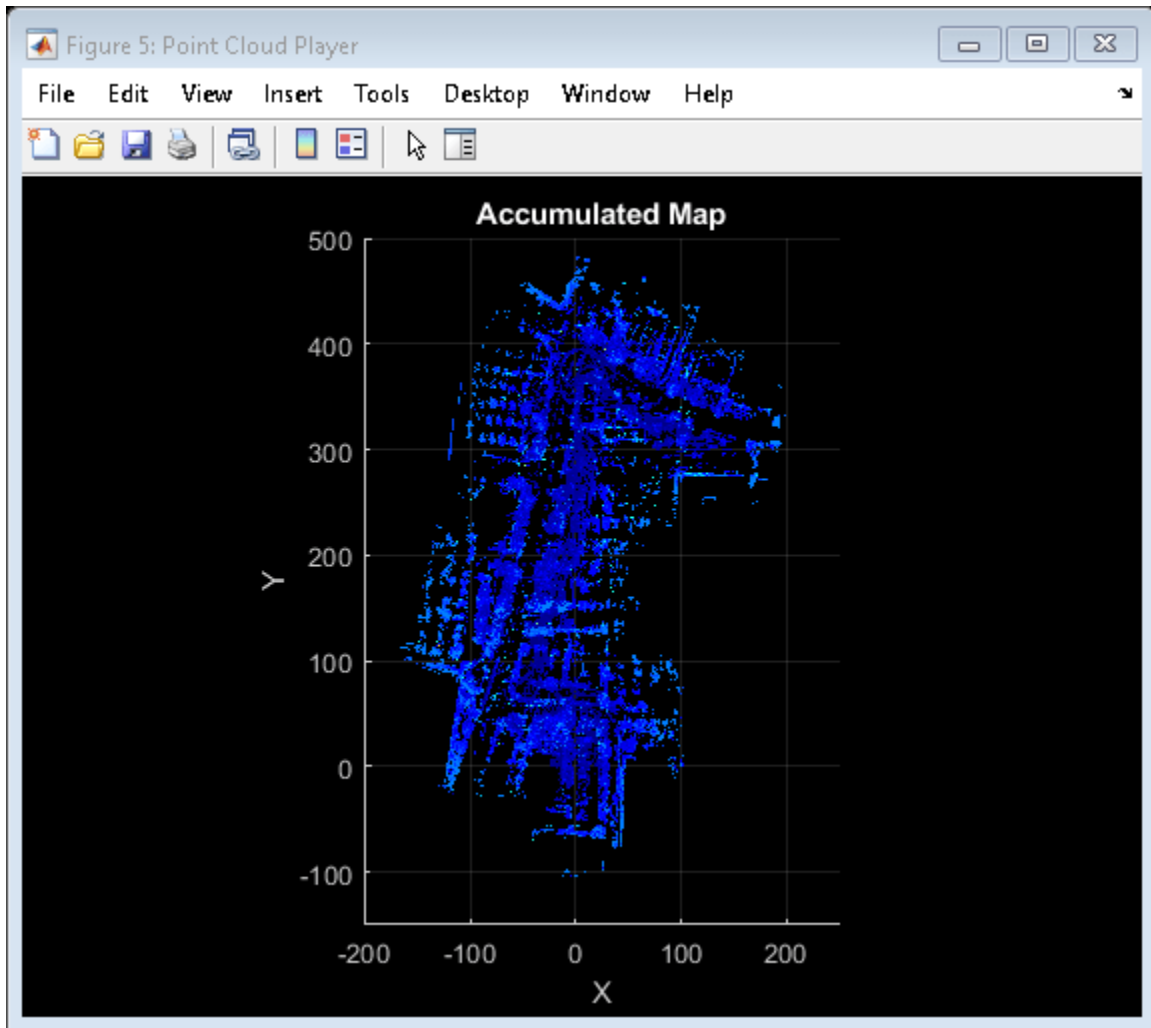 Figure 5: Point Cloud Player
File Edit View Insert Tools Desktop Window Help
Accumulated Map
500
400
300
200
100
0
-100
Y
-200 -100 0 100 200
X